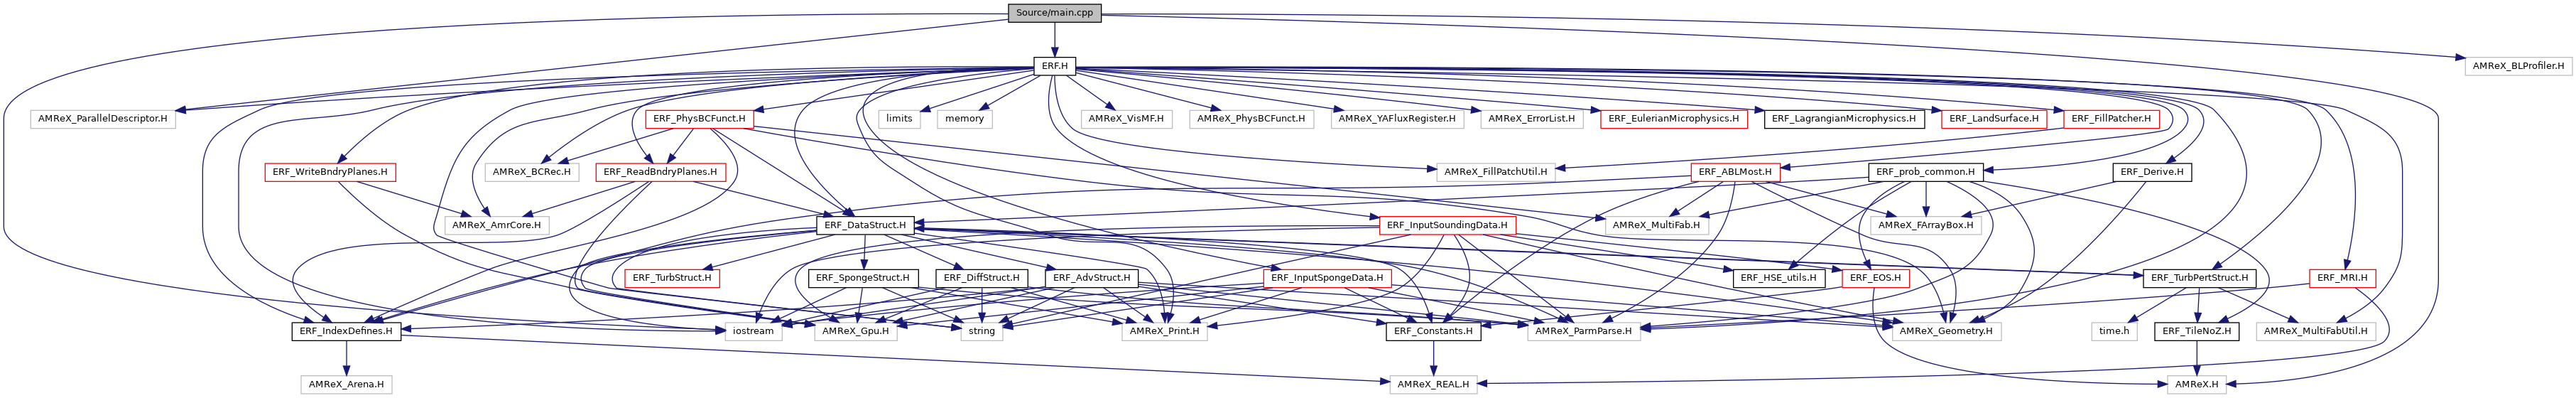 Source/main.cpp
ERF.H
AMReX_BLProfiler.H
AMReX_ParallelDescriptor.H
ERF_PhysBCFunct.H
limits
memory
AMReX_VisMF.H
AMReX_PhysBCFunct.H
AMReX_YAFluxRegister.H
AMReX_ErrorList.H
ERF_EulerianMicrophysics.H
ERF_LagrangianMicrophysics.H
ERF_LandSurface.H
ERF_FillPatcher.H
ERF_WriteBndryPlanes.H
AMReX_BCRec.H
ERF_ReadBndryPlanes.H
AMReX_FillPatchUtil.H
ERF_ABLMost.H
ERF_prob_common.H
ERF_Derive.H
AMReX_AmrCore.H
ERF_DataStruct.H
ERF_InputSoundingData.H
AMReX_MultiFab.H
AMReX_FArrayBox.H
ERF_TurbStruct.H
ERF_SpongeStruct.H
ERF_DiffStruct.H
ERF_AdvStruct.H
ERF_InputSpongeData.H
ERF_HSE_utils.H
ERF_EOS.H
ERF_TurbPertStruct.H
ERF_MRI.H
ERF_IndexDefines.H
iostream
AMReX_Gpu.H
string
AMReX_Print.H
ERF_Constants.H
AMReX_ParmParse.H
AMReX_Geometry.H
time.h
ERF_TileNoZ.H
AMReX_MultiFabUtil.H
AMReX_Arena.H
AMReX_REAL.H
AMReX.H